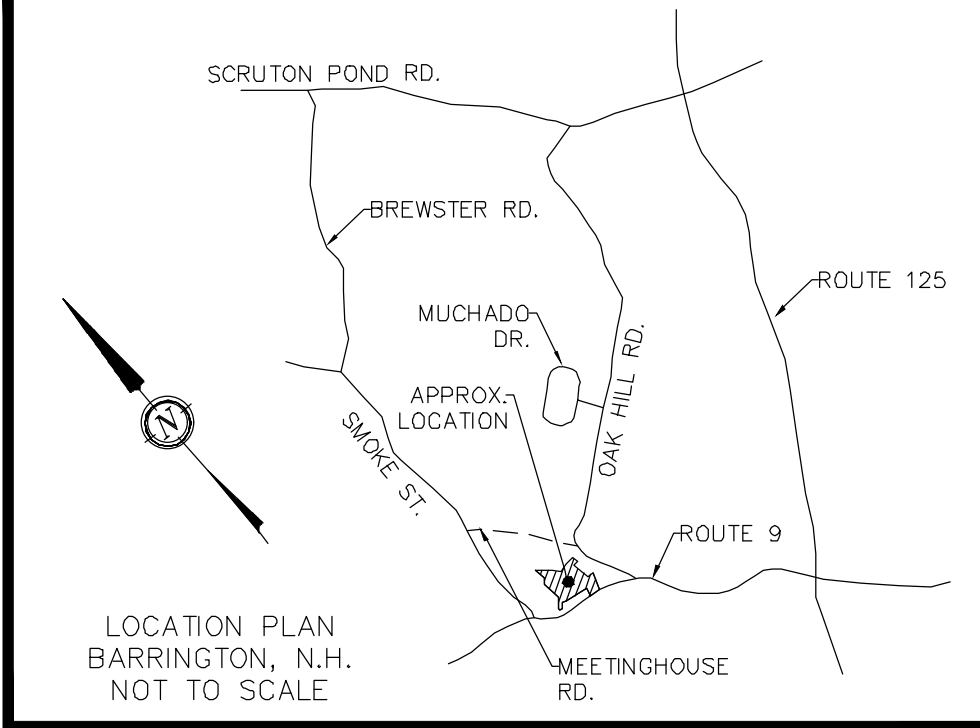 SCRUTON POND RD.
BREWSTER RD.
ROUTE 125
MUCHADO
DR.
OAK HILL RD.
APPROX.
LOCATION
SMOKE ST.
N
ROUTE 9
LOCATION PLAN
BARRINGTON, N.H.
NOT TO SCALE
MEETINGHOUSE
RD.